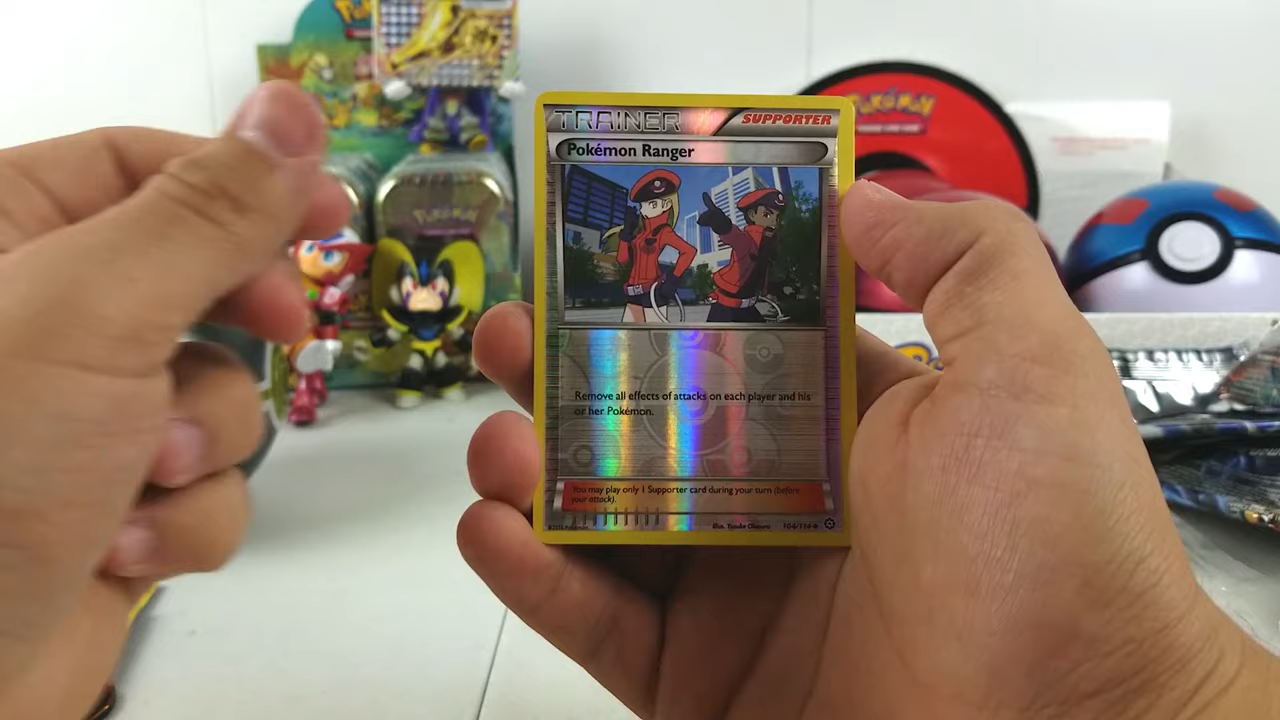 Pokémon
TRAINER
SUPPORTER
Pokémon Ranger
Remove all effects of attacks on each player and his
or her Pokémon.
You may play only 1 Supporter card during your turn (before
your attack).
Illus. Yusuke Ohmura
104/114
Pokémon